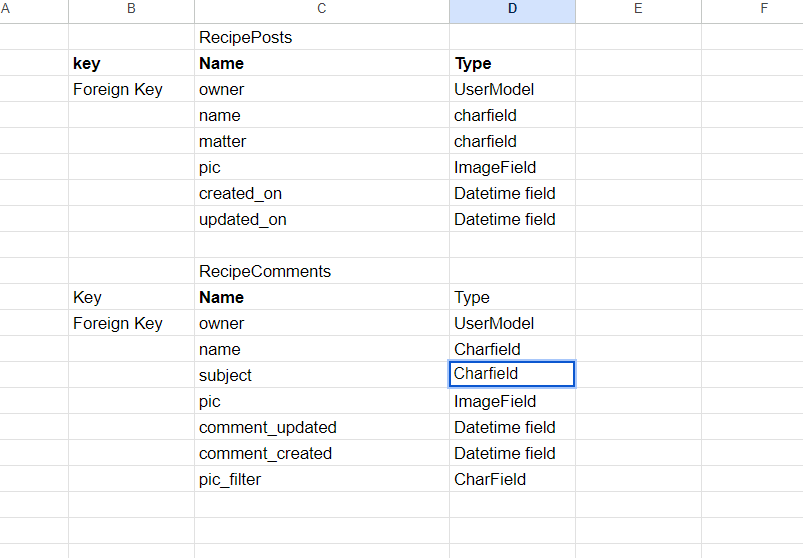 A B C D E F
RecipePosts
key Name Type
Foreign Key owner UserModel
name charfield
matter charfield
pic ImageField
created_on Datetime field
updated_on Datetime field
RecipeComments
Key Name Type
Foreign Key owner UserModel
name Charfield
subject Charfield
pic ImageField
comment_updated Datetime field
comment_created Datetime field
pic_filter CharField